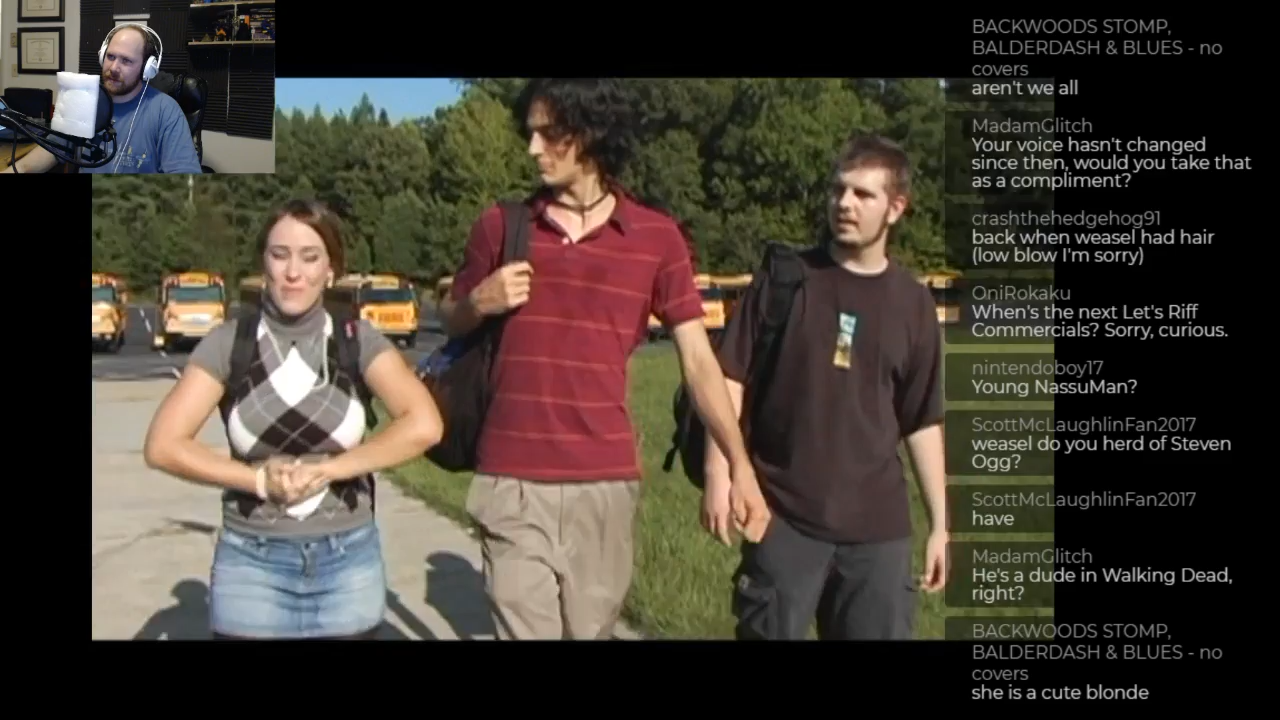 BACKWOODS STOMP,
BALDERDASH & BLUES - no
covers
aren't we all
MadamGlitch
Your voice hasn't changed
since then, would you take that
as a compliment?
crashthehedgehog91
back when weasel had hair
(low blow I'm sorry)
OniRokaku
When's the next Let's Riff
Commercials? Sorry, curious.
nintendoboy17
Young NassuMan?
ScottMcLaughlinFan2017
weasel do you herd of Steven
Ogg?
ScottMcLaughlinFan2017
have
MadamGlitch
He's a dude in Walking Dead,
right?
BACKWOODS STOMP,
BALDERDASH & BLUES - no
covers
she is a cute blonde